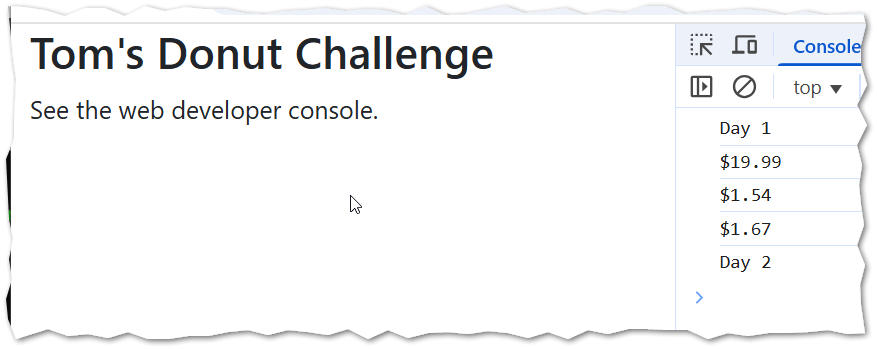 Tom's Donut Challenge
See the web developer console.
Console
top
Day 1
$19.99
$1.54
$1.67
Day 2